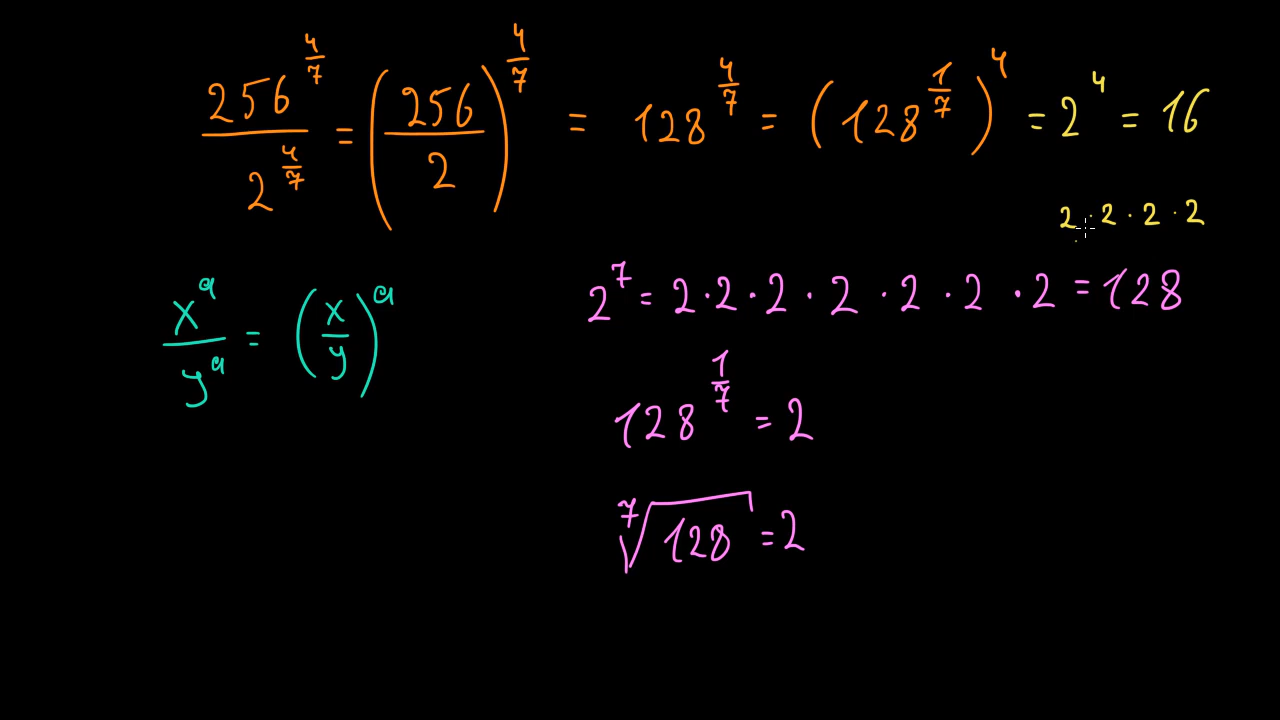 256^{4/7} / 2^{4/7} = (256/2)^{4/7} = 128^{4/7} = (128^{1/7})^4 = 2^4 = 16
2 · 2 · 2 · 2
2^7 = 2 · 2 · 2 · 2 · 2 · 2 · 2 = 128
x^a / y^a = (x/y)^a
128^{1/7} = 2
\sqrt[7]{128} = 2